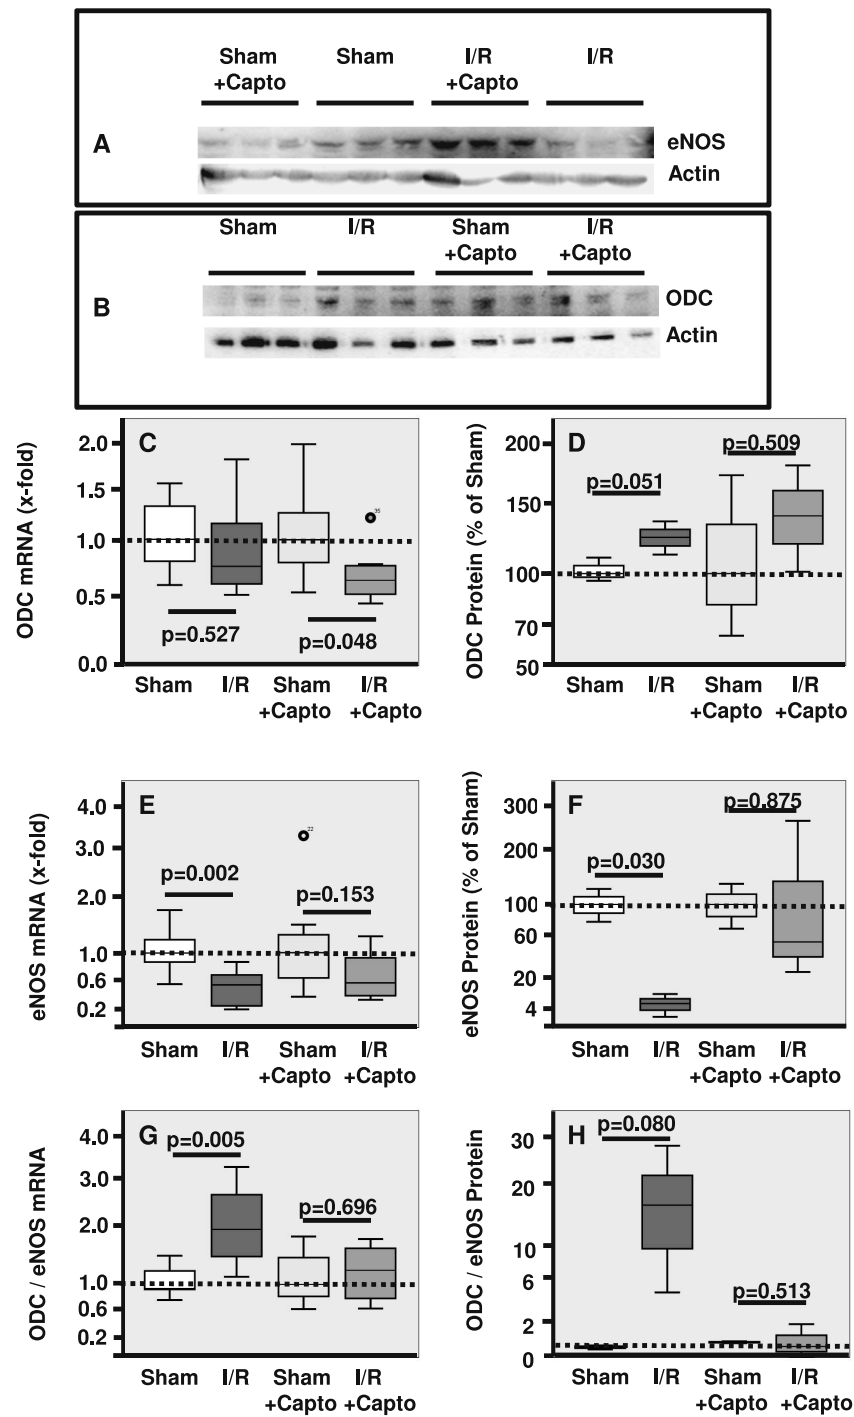 Sham
+Capto
Sham
I/R
+Capto
I/R
A
eNOS
Actin
Sham
I/R
Sham
+Capto
I/R
+Capto
B
ODC
Actin
C
ODC mRNA (x-fold)
2.0
1.5
1.0
0.5
0.0
35
p=0.527
p=0.048
Sham
I/R
Sham
+Capto
I/R
+Capto
D
ODC Protein (% of Sham)
200
150
100
70
50
p=0.051
p=0.509
Sham
I/R
Sham
+Capto
I/R
+Capto
E
eNOS mRNA (x-fold)
4.0
3.0
2.0
1.0
0.6
0.2
22
p=0.002
p=0.153
Sham
I/R
Sham
+Capto
I/R
+Capto
F
eNOS Protein (% of Sham)
300
200
100
60
20
4
p=0.030
p=0.875
Sham
I/R
Sham
+Capto
I/R
+Capto
G
ODC / eNOS mRNA
4.0
3.0
2.0
1.0
0.6
0.2
p=0.005
p=0.696
Sham
I/R
Sham
+Capto
I/R
+Capto
H
ODC / eNOS Protein
30
20
10
6
2
0
p=0.080
p=0.513
Sham
I/R
Sham
+Capto
I/R
+Capto